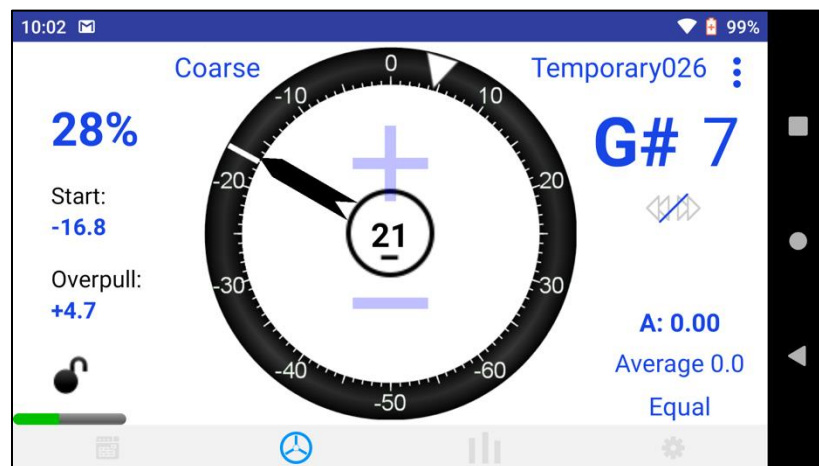 10:02
99%
Coarse
Temporary026
28%
G# 7
Start:
-16.8
Overpull:
+4.7
0
10
20
30
-60
-50
-40
-30
-20
-10
21
A: 0.00
Average 0.0
Equal